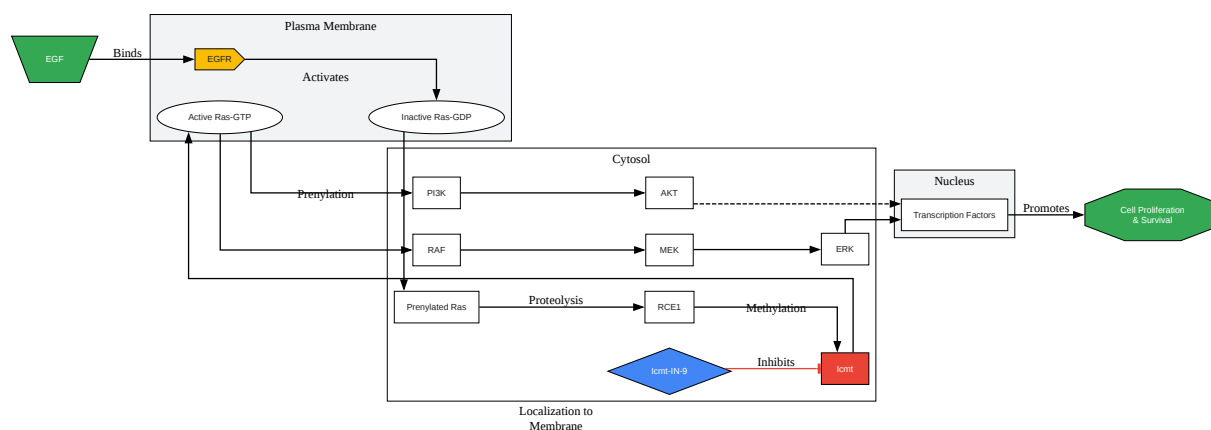 Plasma Membrane
EGF
Binds
EGFR
Activates
Active Ras-GTP
Inactive Ras-GDP
Cytosol
Prenylation
PI3K
AKT
Nucleus
Transcription Factors
Promotes
Cell Proliferation
& Survival
RAF
MEK
ERK
Prenylated Ras
Proteolysis
RCE1
Methylation
Icmt-IN-9
Inhibits
Icmt
Localization to
Membrane